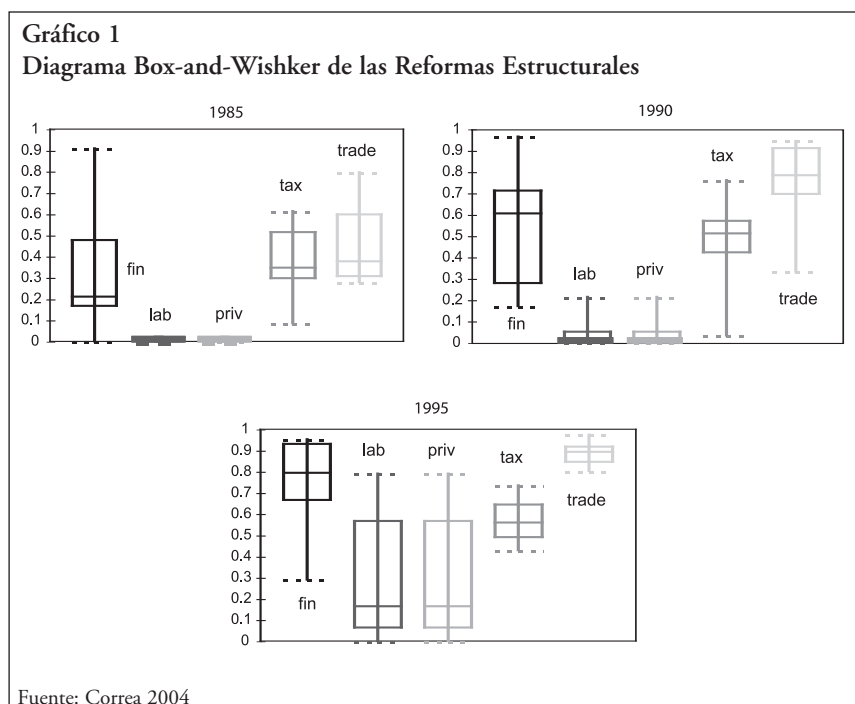 Gráfico 1
Diagrama Box-and-Wishker de las Reformas Estructurales
1985
1
0.9
0.8
0.7
0.6
0.5
0.4
0.3
0.2
0.1
0
fin
lab
priv
tax
trade
1990
1
0.9
0.8
0.7
0.6
0.5
0.4
0.3
0.2
0.1
0
fin
lab
priv
tax
trade
1995
1
0.9
0.8
0.7
0.6
0.5
0.4
0.3
0.2
0.1
0
fin
lab
priv
tax
trade
Fuente: Correa 2004